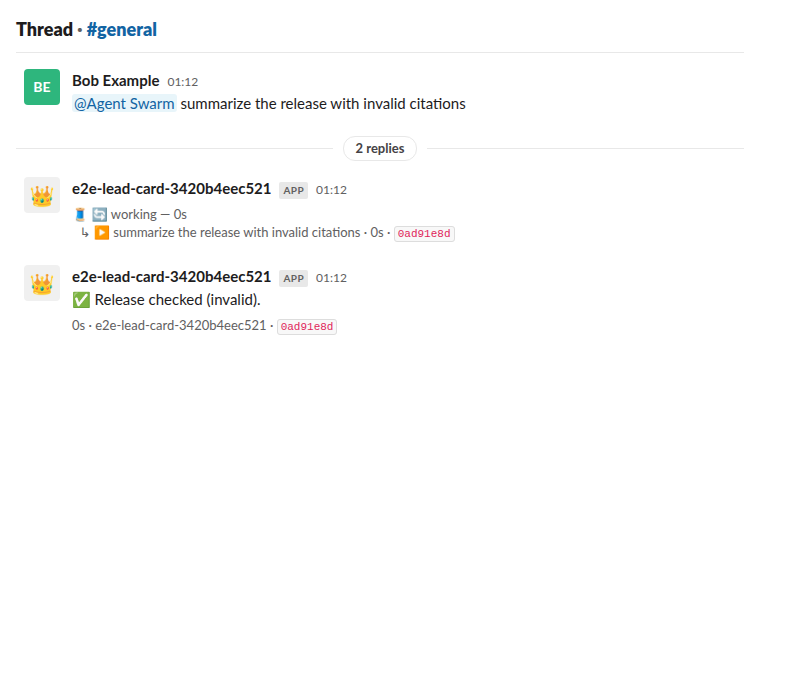 Thread • #general
BE
Bob Example 01:12
@Agent Swarm summarize the release with invalid citations
2 replies
e2e-lead-card-3420b4eec521 APP 01:12
🧵 🔄 working — 0s
↳ ▶️ summarize the release with invalid citations · 0s · 0ad91e8d
e2e-lead-card-3420b4eec521 APP 01:12
✅ Release checked (invalid).
0s · e2e-lead-card-3420b4eec521 · 0ad91e8d